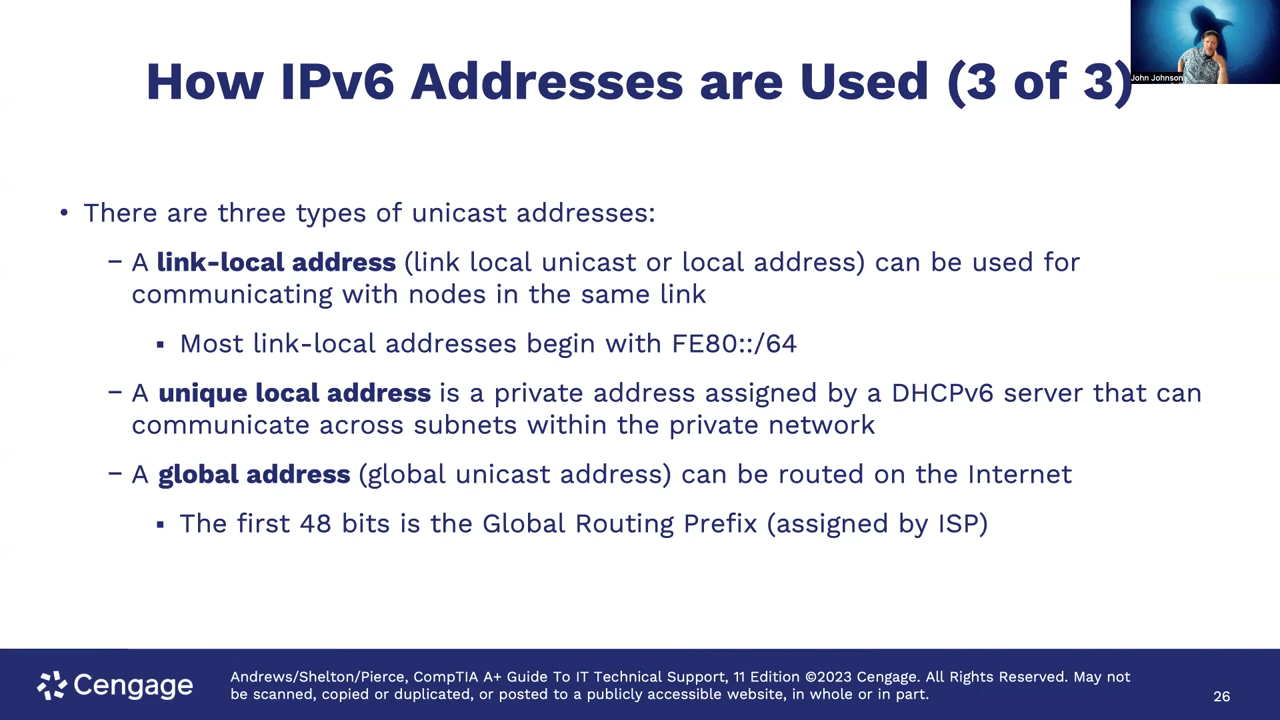 How IPv6 Addresses are Used (3 of 3)
John Johnson
• There are three types of unicast addresses:
– A link-local address (link local unicast or local address) can be used for
communicating with nodes in the same link
▪ Most link-local addresses begin with FE80::/64
– A unique local address is a private address assigned by a DHCPv6 server that can
communicate across subnets within the private network
– A global address (global unicast address) can be routed on the Internet
▪ The first 48 bits is the Global Routing Prefix (assigned by ISP)
Cengage
Andrews/Shelton/Pierce, CompTIA A+ Guide To IT Technical Support, 11 Edition ©2023 Cengage. All Rights Reserved. May not
be scanned, copied or duplicated, or posted to a publicly accessible website, in whole or in part.
26